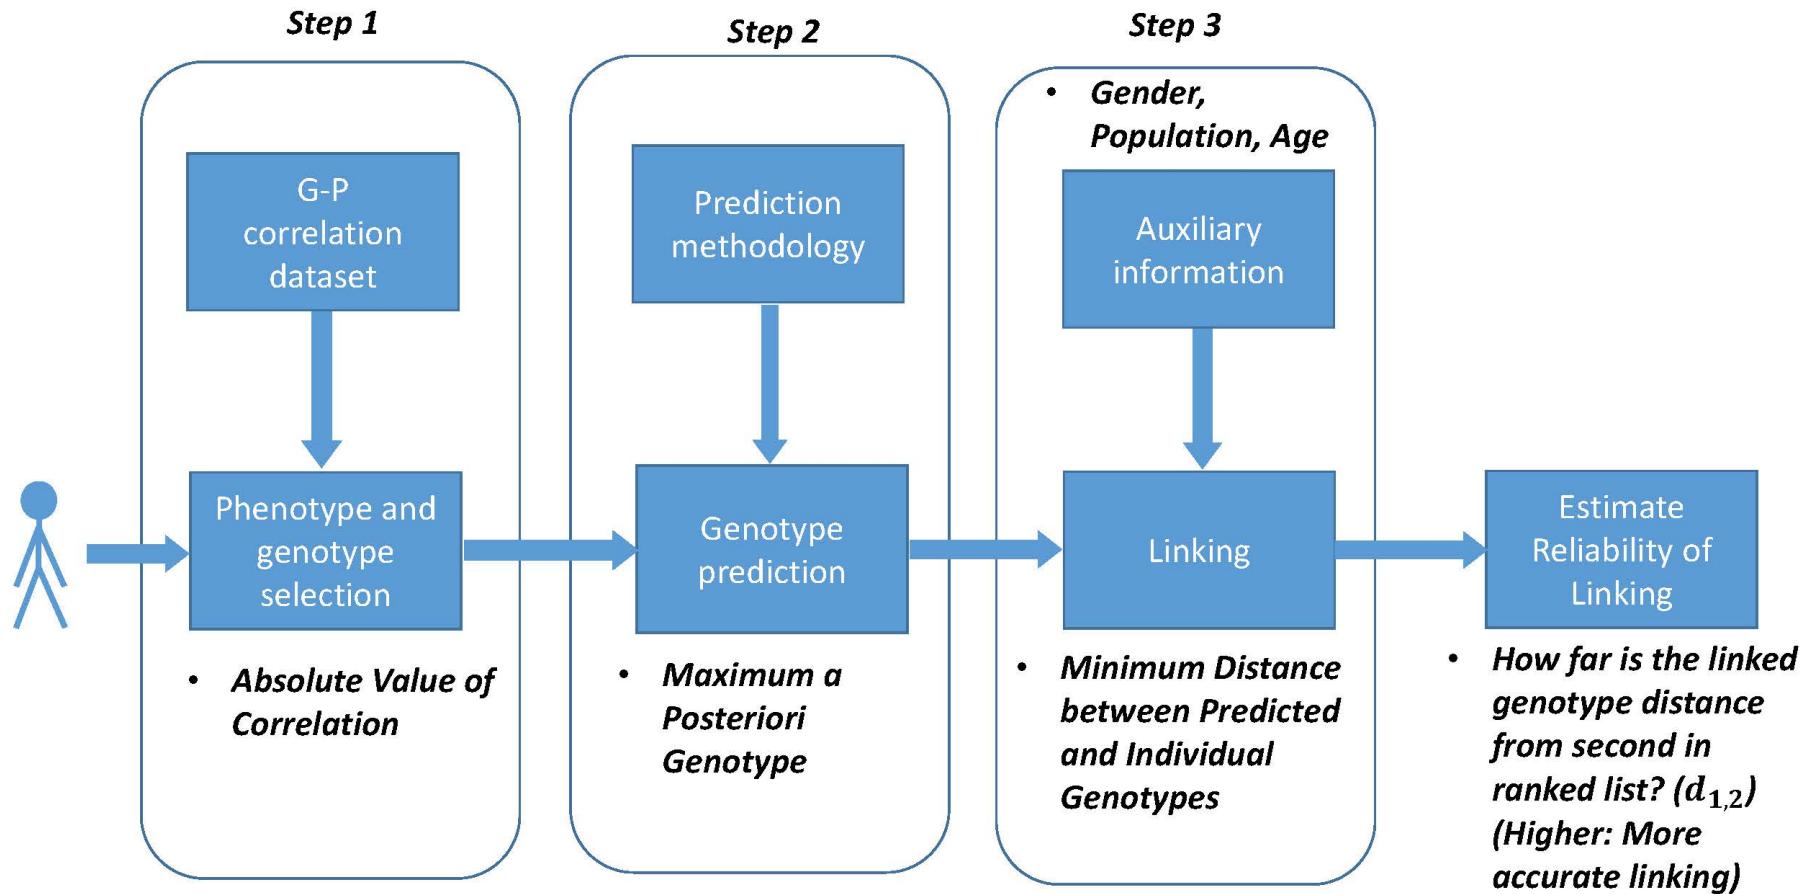 Step 1
G-P
correlation
dataset
Phenotype and
genotype
selection
• Absolute Value of
Correlation
Step 2
Prediction
methodology
Genotype
prediction
• Maximum a
Posteriori
Genotype
Step 3
• Gender,
Population, Age
Auxiliary
information
Linking
• Minimum Distance
between Predicted
and Individual
Genotypes
Estimate
Reliability of
Linking
• How far is the linked
genotype distance
from second in
ranked list? (d₁,₂)
(Higher: More
accurate linking)